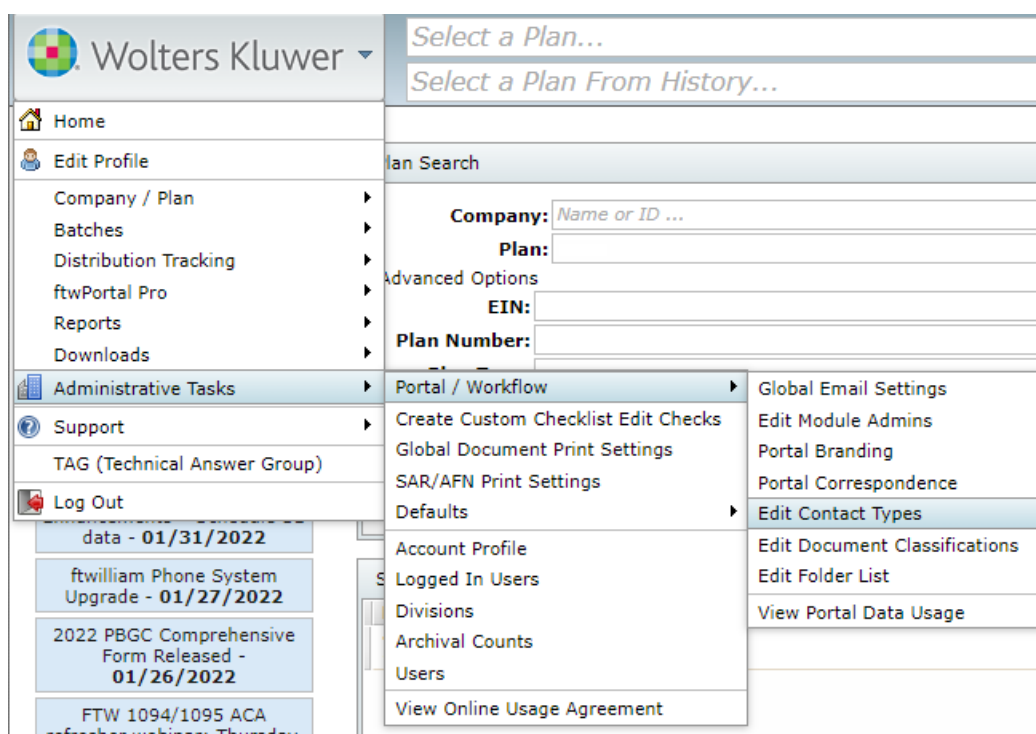 Wolters Kluwer
Select a Plan...
Select a Plan From History...
Home
Edit Profile
Company / Plan
Batches
Distribution Tracking
ftwPortal Pro
Reports
Downloads
Administrative Tasks
Support
TAG (Technical Answer Group)
Log Out
data - 01/31/2022
ftwilliam Phone System
Upgrade - 01/27/2022
2022 PBGC Comprehensive
Form Released -
01/26/2022
FTW 1094/1095 ACA
refresher webinar: Thursday
lan Search
Company: Name or ID ...
Plan:
Advanced Options
EIN:
Plan Number:
Portal / Workflow
Create Custom Checklist Edit Checks
Global Document Print Settings
SAR/AFN Print Settings
Defaults
Account Profile
Logged In Users
Divisions
Archival Counts
Users
View Online Usage Agreement
Global Email Settings
Edit Module Admins
Portal Branding
Portal Correspondence
Edit Contact Types
Edit Document Classifications
Edit Folder List
View Portal Data Usage